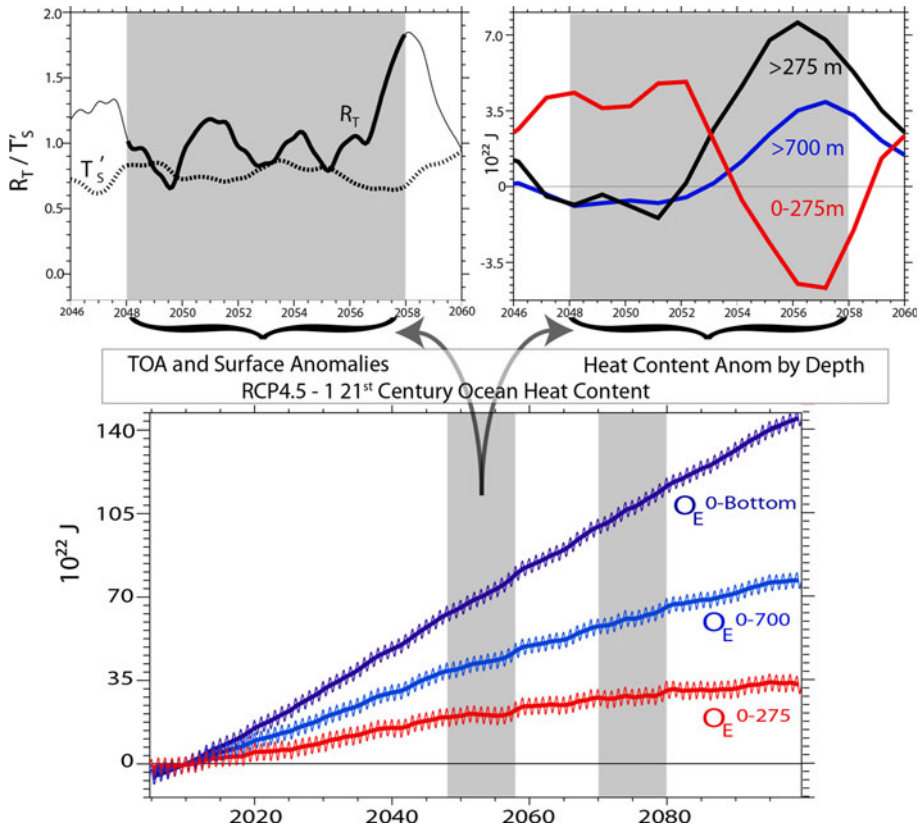 2.0
1.5
1.0
0.5
0.0
R_T / T'_S
R_T
T'_S
2046 2048 2050 2052 2054 2056 2058 2060
7.0
3.5
0
-3.5
10²² J
>275 m
>700 m
0-275m
2046 2048 2050 2052 2054 2056 2058 2060
TOA and Surface Anomalies
Heat Content Anom by Depth
RCP4.5 - 1 21ˢᵗ Century Ocean Heat Content
140
105
70
35
0
10²² J
O_E^0-Bottom
O_E^0-700
O_E^0-275
2020 2040 2060 2080